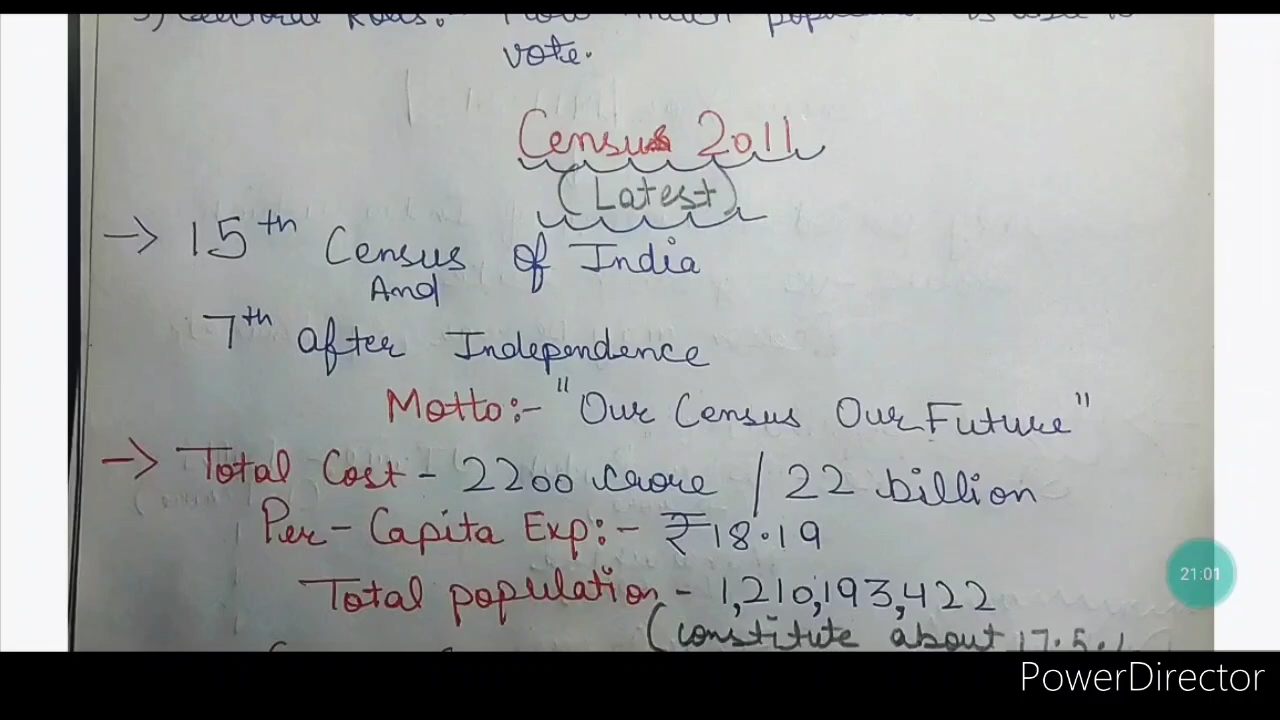 vote.
Census 2011
(Latest)
→ 15th Census of India
And
7th after Independence
Motto:- "Our Census Our Future"
→ Total Cost - 2200 crore / 22 billion
Per-Capita Exp:- ₹18.19
Total population - 1,210,193,422
(constitute about 17.5%
21:01
PowerDirector